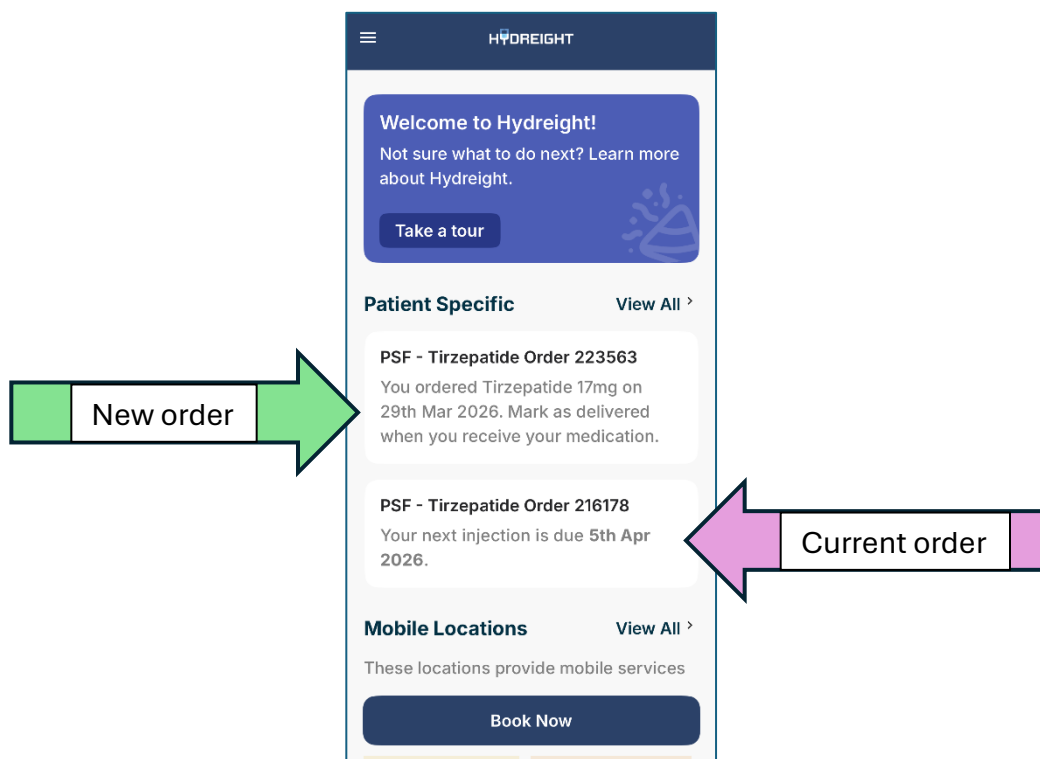 HYDREIGHT
Welcome to Hydreight!
Not sure what to do next? Learn more
about Hydreight.
Take a tour
Patient Specific
View All
PSF - Tirzepatide Order 223563
You ordered Tirzepatide 17mg on
29th Mar 2026. Mark as delivered
when you receive your medication.
New order
PSF - Tirzepatide Order 216178
Your next injection is due 5th Apr
2026.
Current order
Mobile Locations
View All
These locations provide mobile services
Book Now